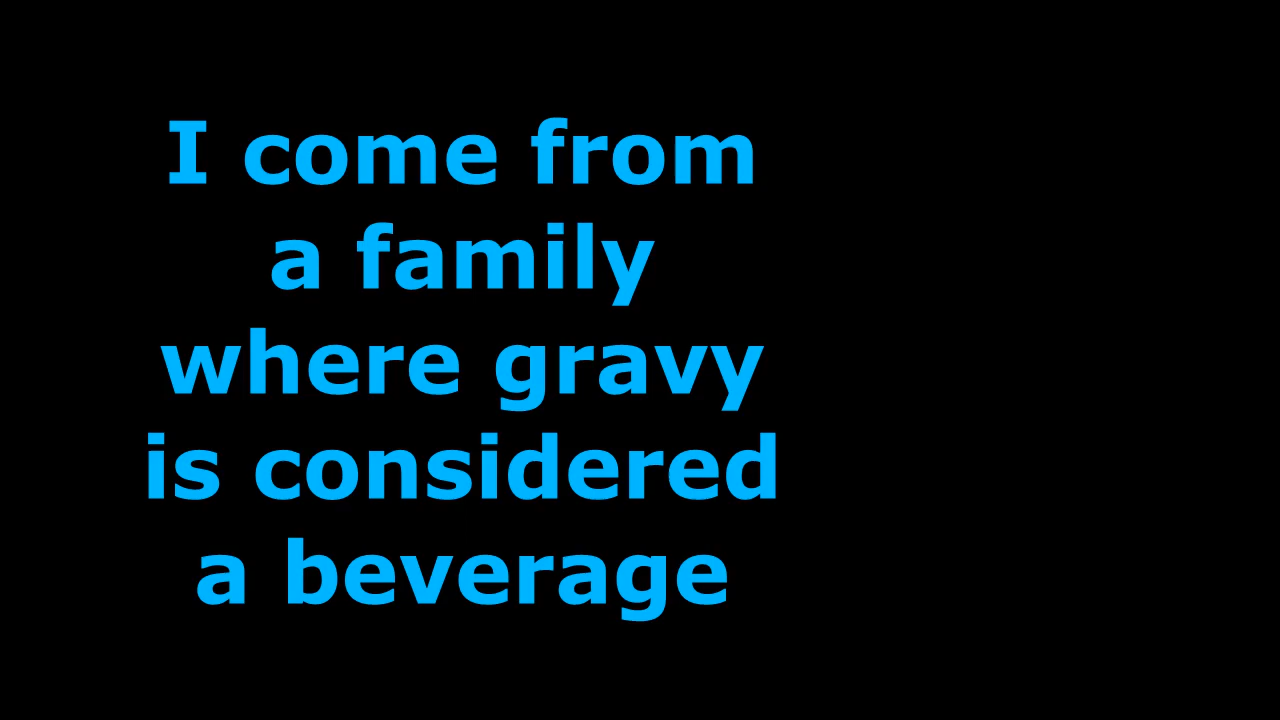 I come from
a family
where gravy
is considered
a beverage